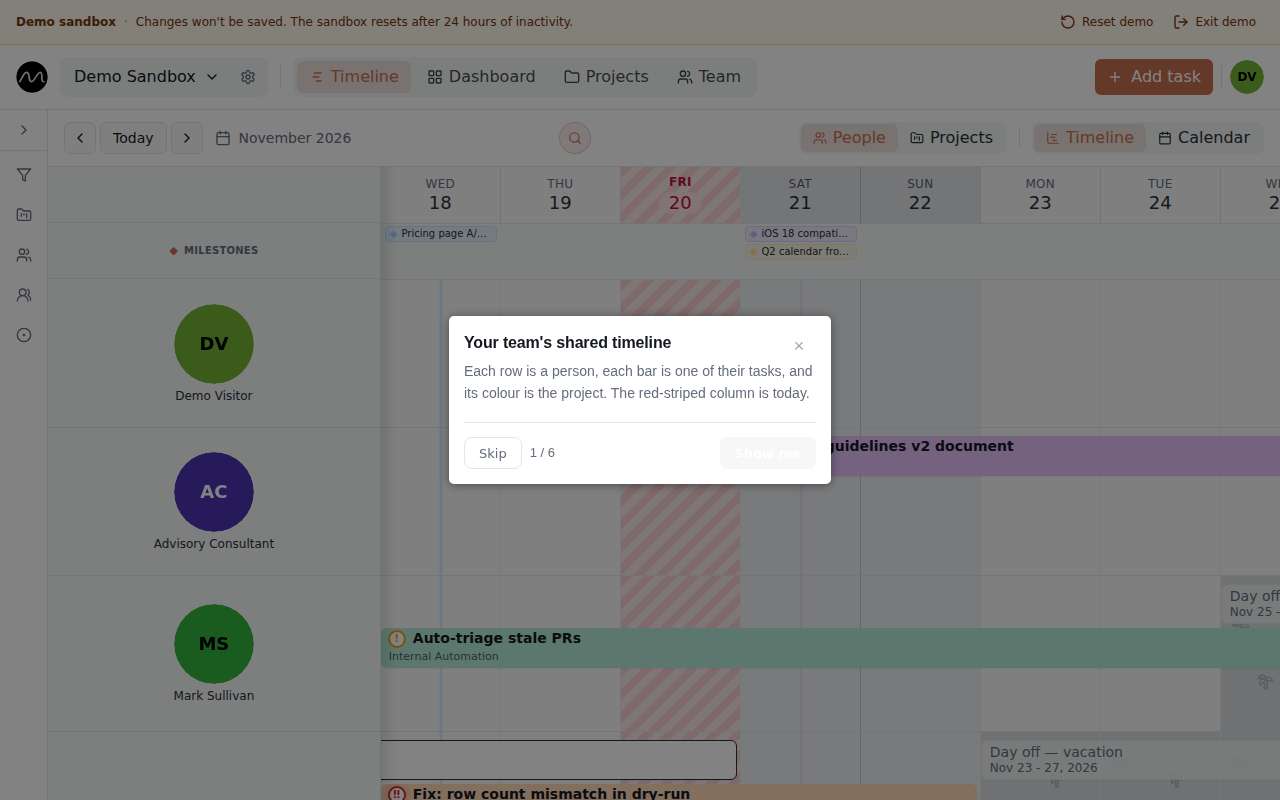 Demo sandbox · Changes won't be saved. The sandbox resets after 24 hours of inactivity.
Reset demo
Exit demo
Demo Sandbox
Timeline
Dashboard
Projects
Team
+ Add task
DV
Today
November 2026
People
Projects
Timeline
Calendar
WED 18
THU 19
FRI 20
SAT 21
SUN 22
MON 23
TUE 24
MILESTONES
Pricing page A/...
iOS 18 compati...
Q2 calendar fro...
DV
Demo Visitor
Your team's shared timeline
Each row is a person, each bar is one of their tasks, and
its colour is the project. The red-striped column is today.
Skip
1 / 6
Show me
guidelines v2 document
AC
Advisory Consultant
Day off
Nov 25 -
MS
Mark Sullivan
Auto-triage stale PRs
Internal Automation
Day off — vacation
Nov 23 - 27, 2026
Fix: row count mismatch in dry-run